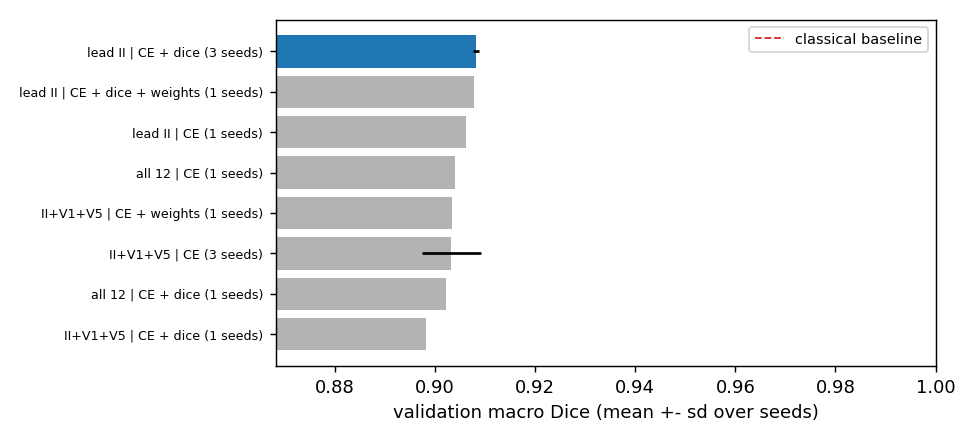 classical baseline
lead II | CE + dice (3 seeds)
lead II | CE + dice + weights (1 seeds)
lead II | CE (1 seeds)
all 12 | CE (1 seeds)
II+V1+V5 | CE + weights (1 seeds)
II+V1+V5 | CE (3 seeds)
all 12 | CE + dice (1 seeds)
II+V1+V5 | CE + dice (1 seeds)
0.88 0.90 0.92 0.94 0.96 0.98 1.00
validation macro Dice (mean +- sd over seeds)